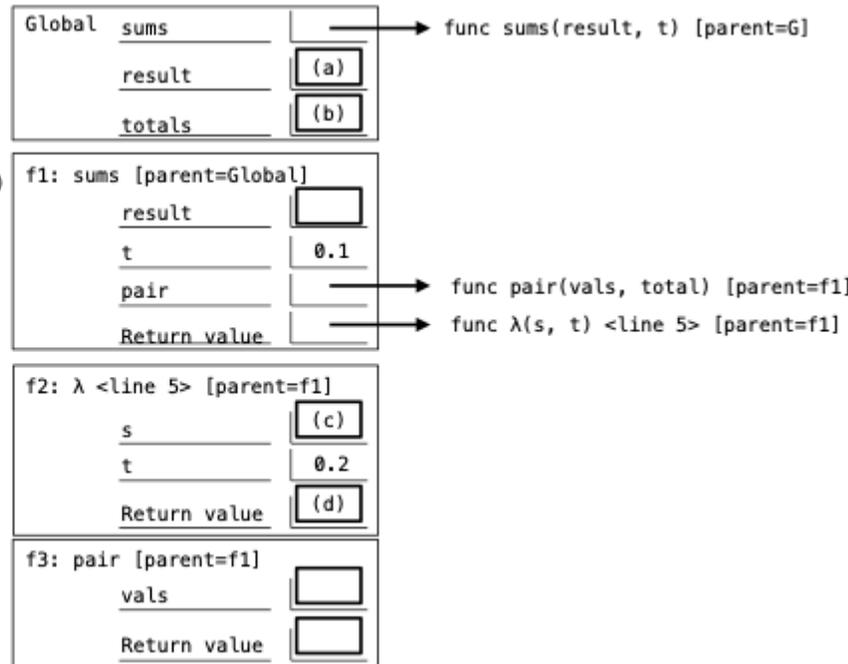 Global sums func sums(result, t) [parent=G]
result (a)
totals (b)
)
f1: sums [parent=Global]
result
t 0.1
pair func pair(vals, total) [parent=f1]
Return value func λ(s, t) <line 5> [parent=f1]
f2: λ <line 5> [parent=f1]
s (c)
t 0.2
Return value (d)
f3: pair [parent=f1]
vals
Return value